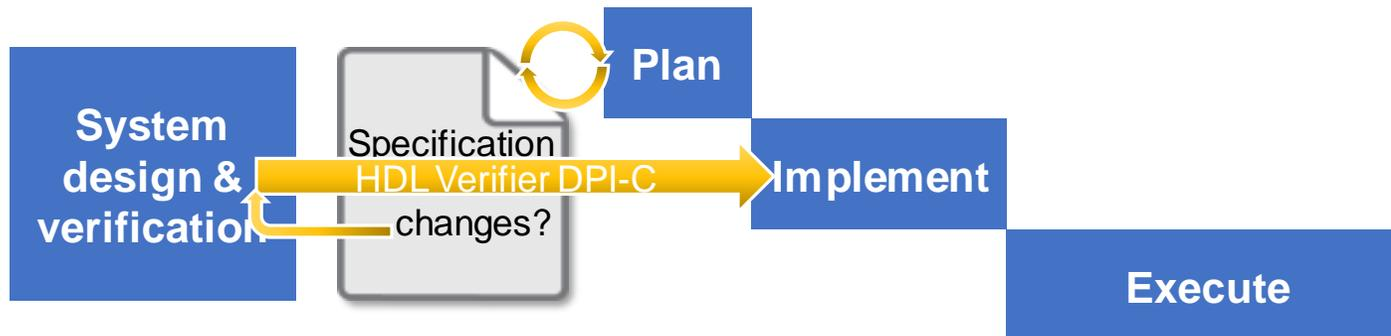 System
design &
verification
Specification
HDL Verifier DPI-C
changes?
Plan
Implement
Execute